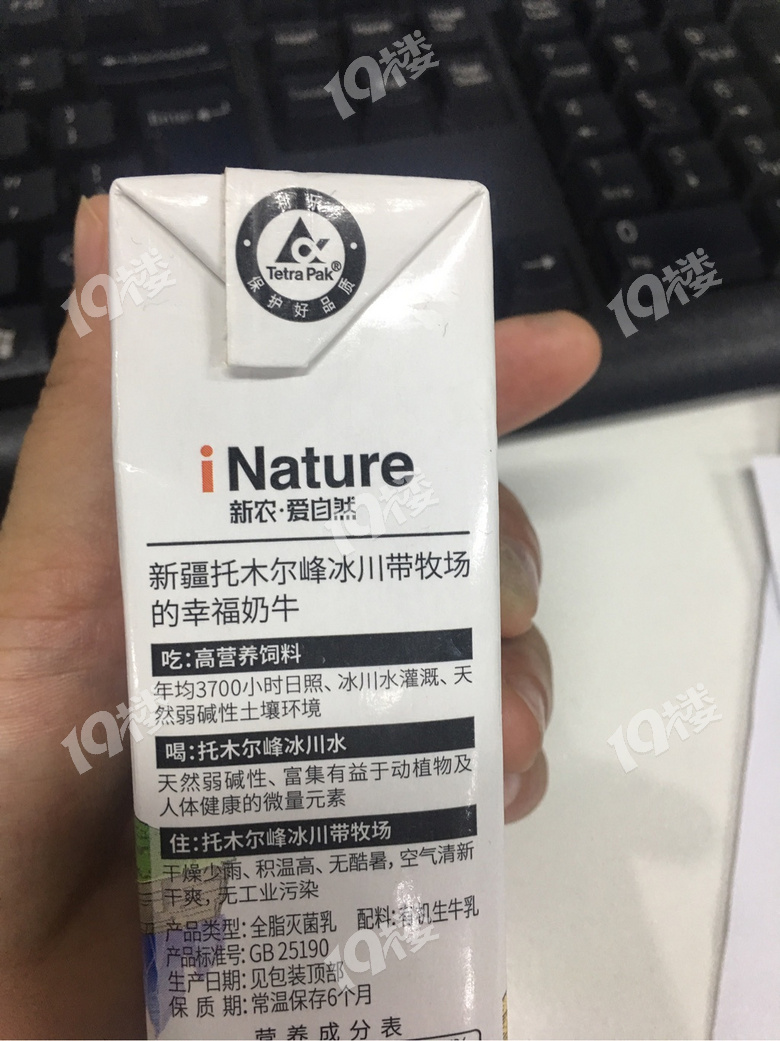 19楼
Enter
利 拉 伐
Tetra Pak®
保护好品质
0
19楼
19楼
i Nature
新农·爱自然
19楼
新疆托木尔峰冰川带牧场
的幸福奶牛
吃:高营养饲料
年均3700小时日照、冰川水灌溉、天
然弱碱性土壤环境
19楼
19楼
喝:托木尔峰冰川水
天然弱碱性、富集有益于动植物及
人体健康的微量元素
住:托木尔峰冰川带牧场
干燥少雨、积温高、无酷暑,空气清新
干爽,无工业污染
产品类型:全脂灭菌乳 配料:有机生牛乳
产品标准号:GB 25190
19楼
生产日期:见包装顶部
保 质 期:常温保存6个月
营养成分表